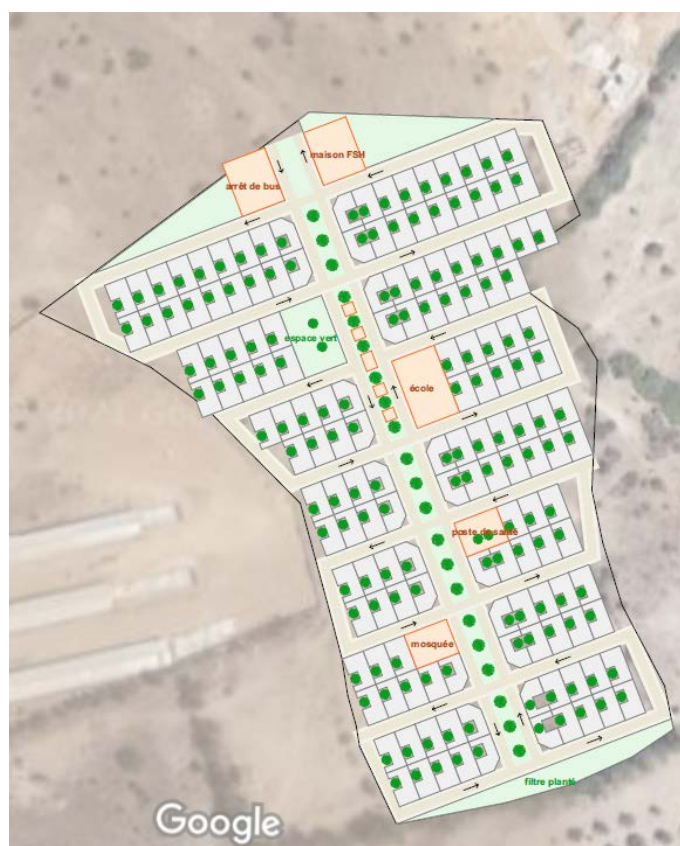 maison FSH
arrêt de bus
espace vert
école
poste de santé
mosquée
filtre planté
Google